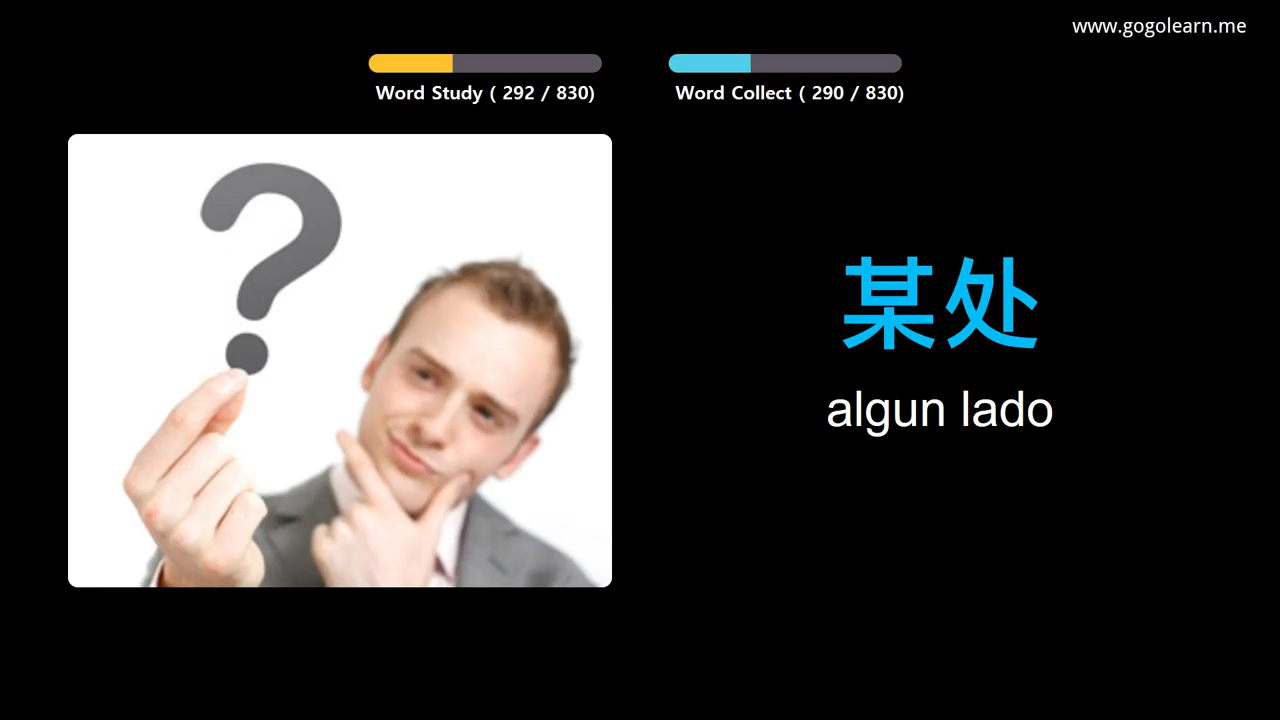 www.gogolearn.me
Word Study ( 292 / 830)
Word Collect ( 290 / 830)
某处
algun lado